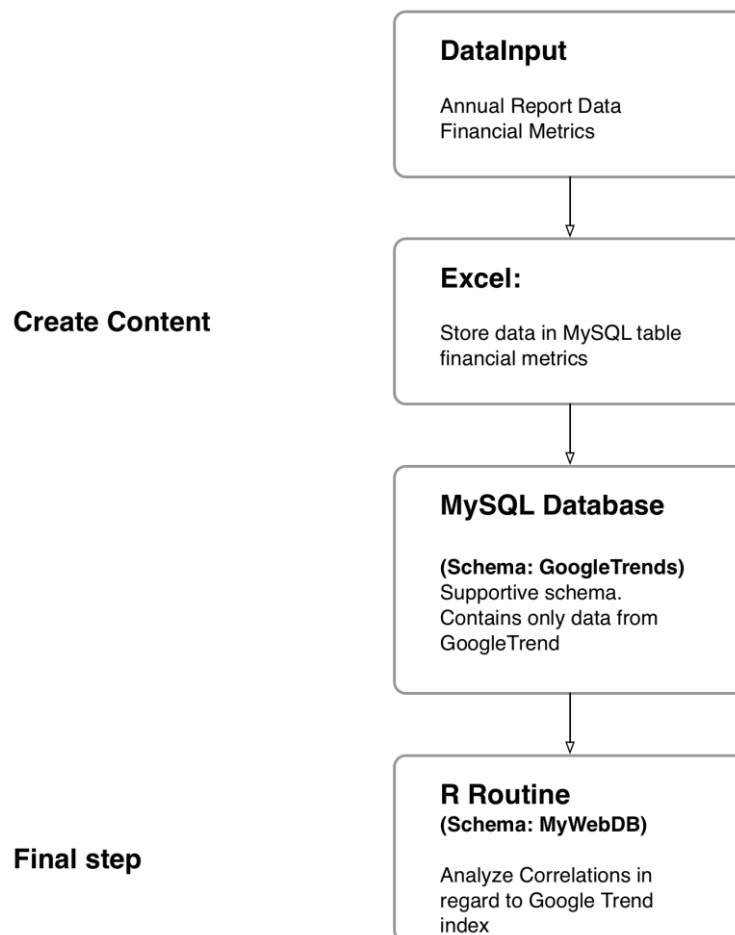 DataInput
Annual Report Data
Financial Metrics
Create Content
Excel:
Store data in MySQL table
financial metrics
MySQL Database
(Schema: GoogleTrends)
Supportive schema.
Contains only data from
GoogleTrend
Final step
R Routine
(Schema: MyWebDB)
Analyze Correlations in
regard to Google Trend
index